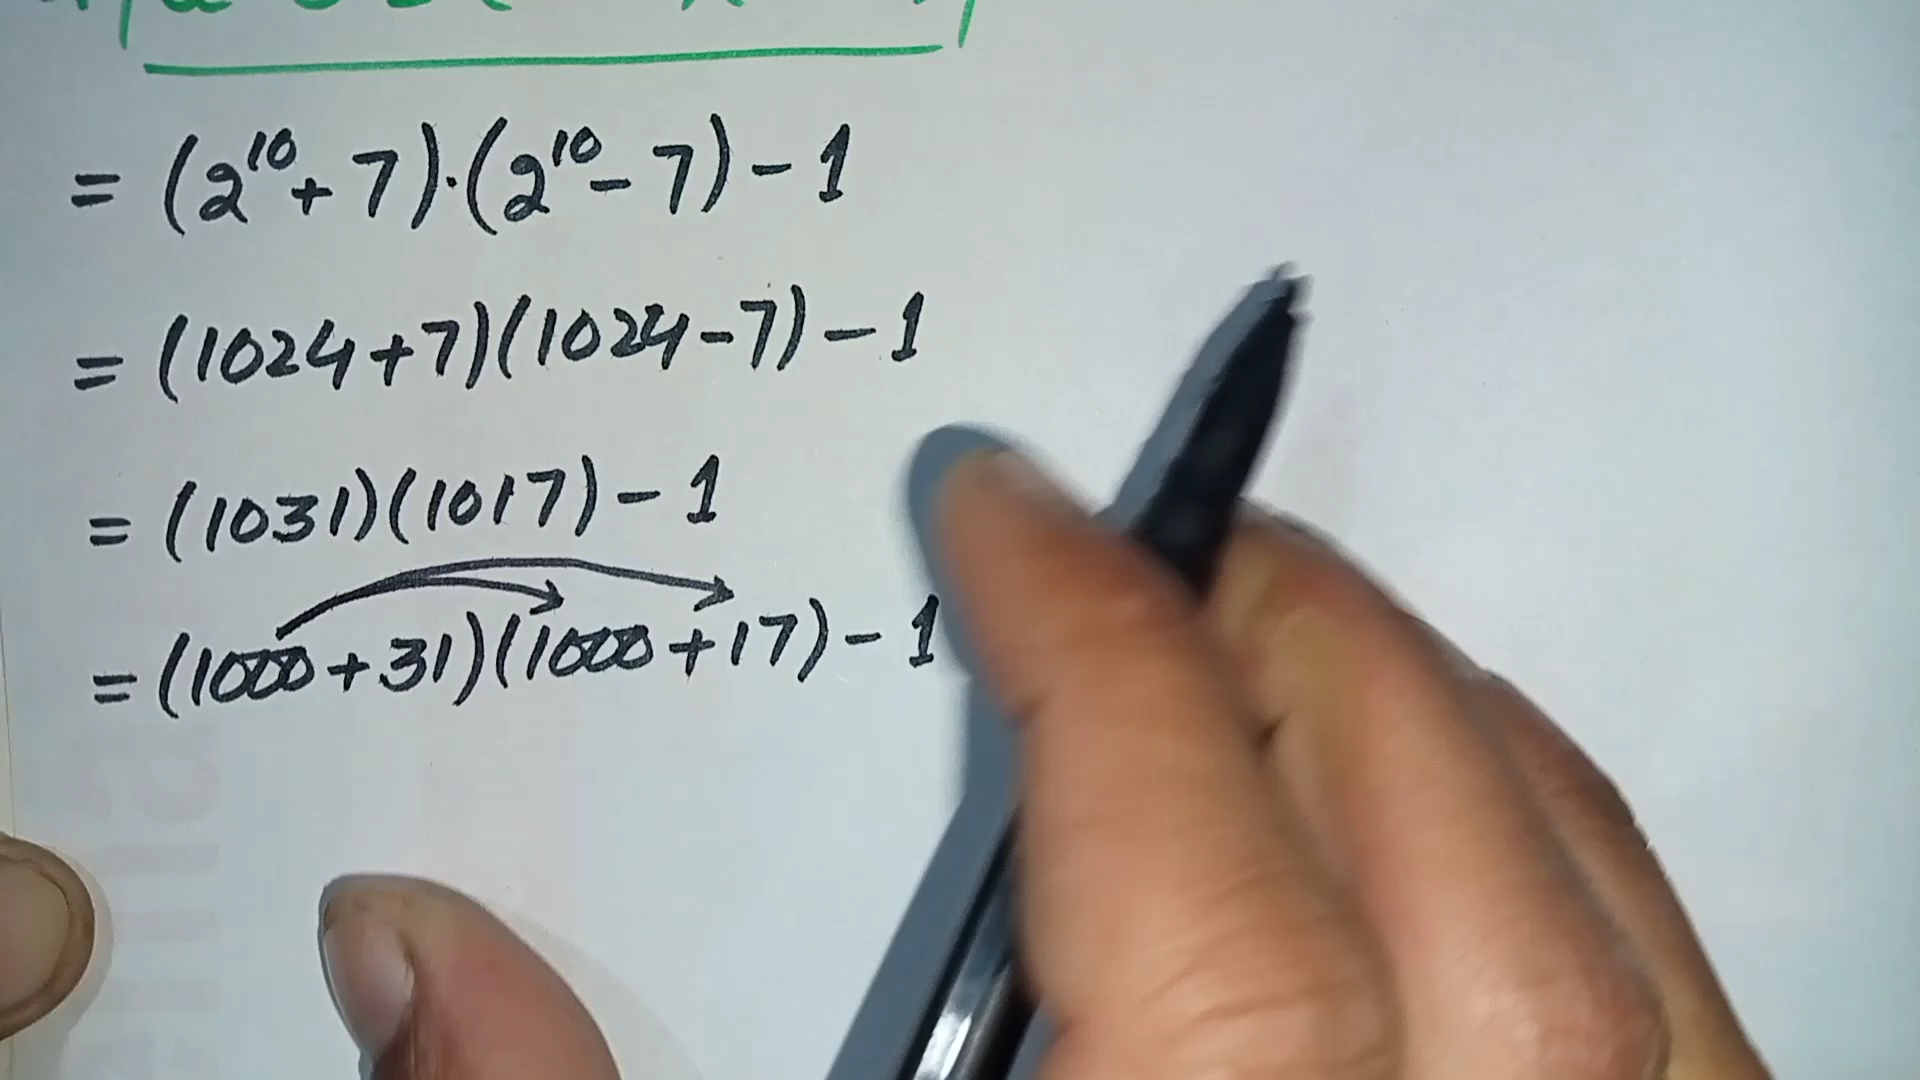 = (2¹⁰ + 7)·(2¹⁰ - 7) - 1
= (1024 + 7)(1024 - 7) - 1
= (1031)(1017) - 1
= (1000 + 31)(1000 + 17) - 1